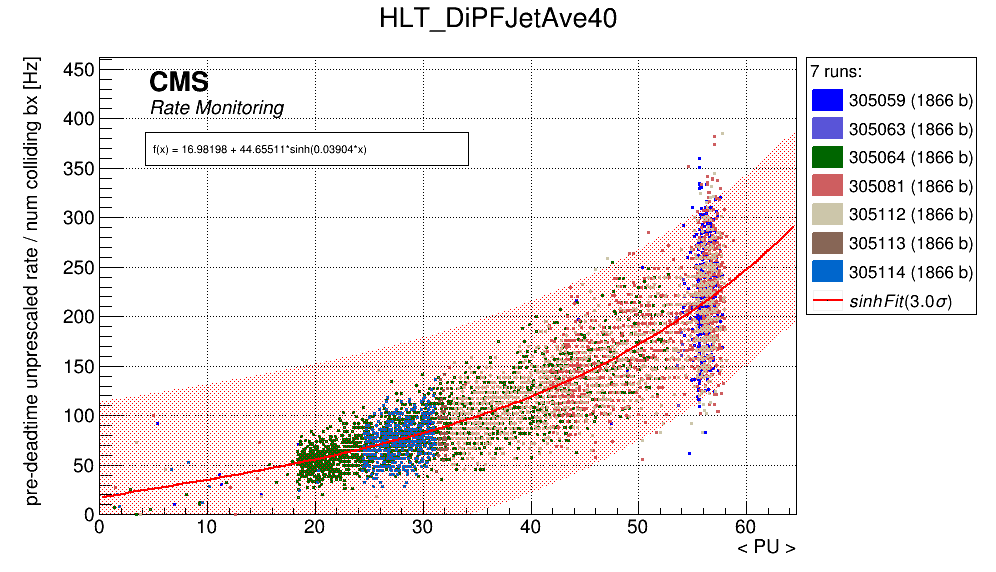 HLT_DiPFJetAve40
pre-deadtime unprescaled rate / num colliding bx [Hz]
450
400
350
300
250
200
150
100
50
0
CMS
Rate Monitoring
f(x) = 16.98198 + 44.65511*sinh(0.03904*x)
0 10 20 30 40 50 60
< PU >
7 runs:
305059 (1866 b)
305063 (1866 b)
305064 (1866 b)
305081 (1866 b)
305112 (1866 b)
305113 (1866 b)
305114 (1866 b)
sinhFit(3.0σ)